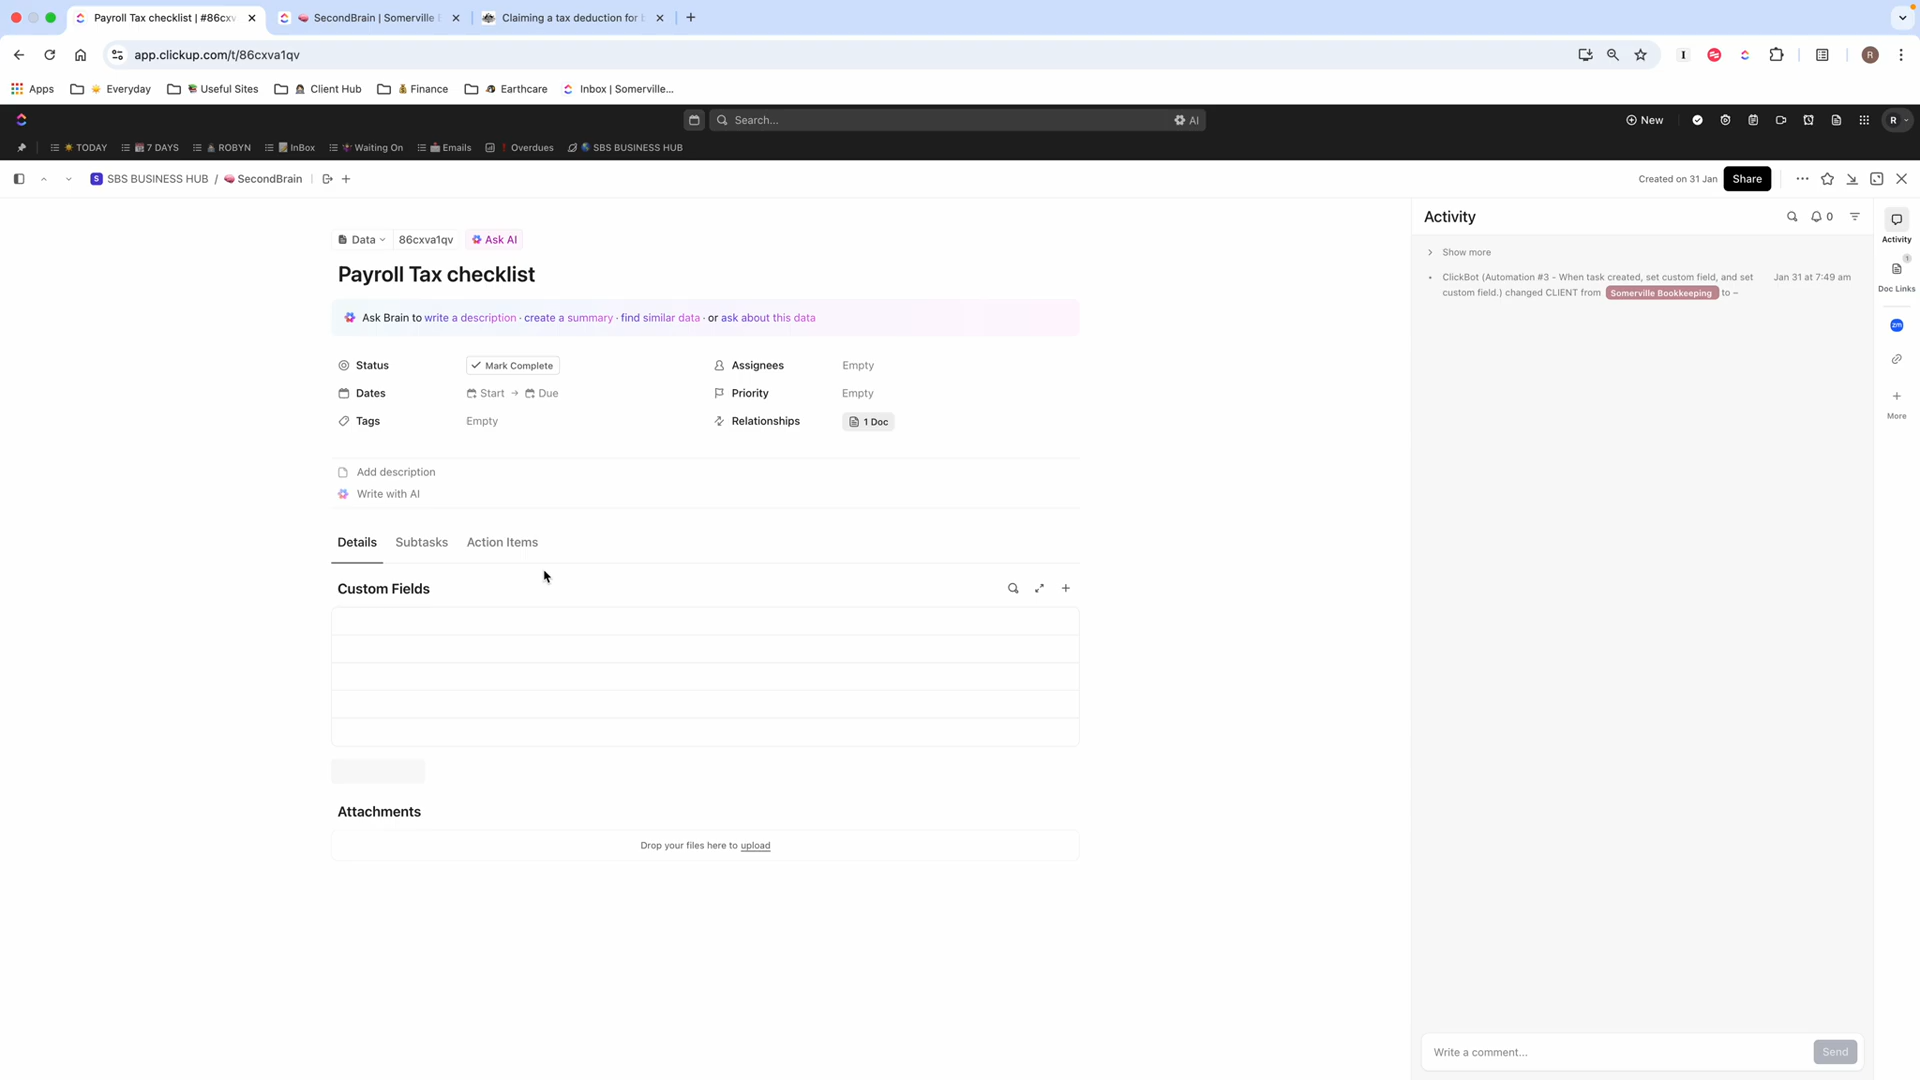 Payroll Tax checklist | #86cxv
SecondBrain | Somerville
Claiming a tax deduction for
app.clickup.com/t/86cxva1qv
R
Apps
Everyday
Useful Sites
Client Hub
Finance
Earthcare
Inbox | Somerville...
Search...
AI
New
R
TODAY
7 DAYS
ROBYN
InBox
Waiting On
Emails
Overdues
SBS BUSINESS HUB
S SBS BUSINESS HUB / SecondBrain
Created on 31 Jan
Share
Data
86cxva1qv
Ask AI
Payroll Tax checklist
Ask Brain to write a description · create a summary · find similar data · or ask about this data
Status
Mark Complete
Assignees
Empty
Dates
Start → Due
Priority
Empty
Tags
Empty
Relationships
1 Doc
Add description
Write with AI
Details
Subtasks
Action Items
Custom Fields
Attachments
Drop your files here to upload
Activity
0
Show more
ClickBot (Automation #3 - When task created, set custom field, and set
Jan 31 at 7:49 am
custom field.) changed CLIENT from Somerville Bookkeeping to –
Write a comment...
Send
Activity
1
Doc Links
zm
More